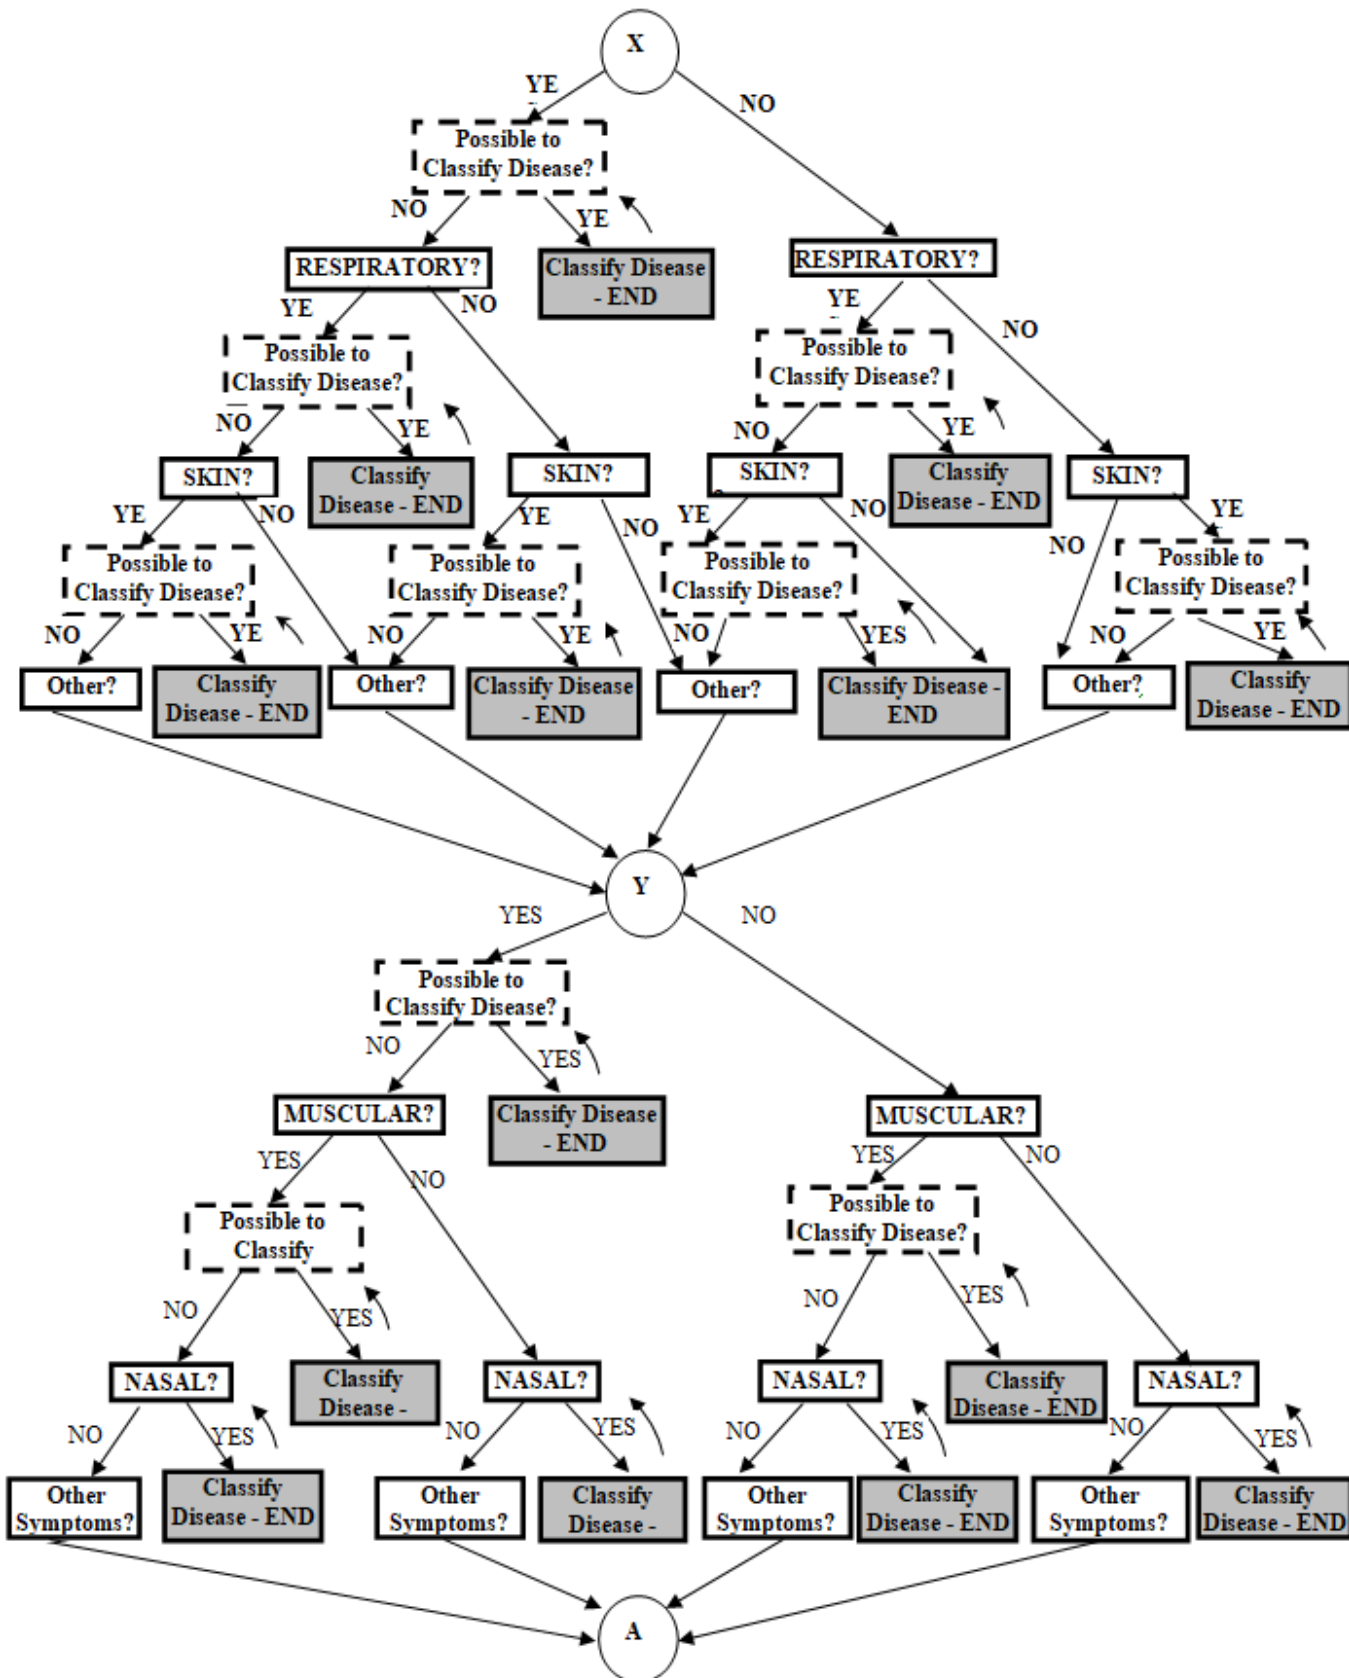 X
YE
NO
Possible to
Classify Disease?
NO
YE
RESPIRATORY?
Classify Disease
- END
RESPIRATORY?
YE
NO
YE
NO
Possible to
Classify Disease?
Possible to
Classify Disease?
NO
YE
NO
YE
SKIN?
Classify
Disease - END
SKIN?
SKIN?
Classify
Disease - END
SKIN?
YE
NO
YE
NO
YE
NO
NO
YE
Possible to
Classify Disease?
Possible to
Classify Disease?
Possible to
Classify Disease?
Possible to
Classify Disease?
NO
YE
NO
YE
NO
YES
NO
YE
Other?
Classify
Disease - END
Other?
Classify Disease
- END
Other?
Classify Disease -
END
Other?
Classify
Disease - END
Y
YES
NO
Possible to
Classify Disease?
NO
YES
MUSCULAR?
Classify Disease
- END
MUSCULAR?
YES
NO
YES
NO
Possible to
Classify
Possible to
Classify Disease?
NO
YES
NO
YES
NASAL?
Classify
Disease -
NASAL?
NASAL?
Classify
Disease - END
NASAL?
NO
YES
NO
YES
NO
YES
NO
YES
Other
Symptoms?
Classify
Disease - END
Other
Symptoms?
Classify
Disease -
Other
Symptoms?
Classify
Disease - END
Other
Symptoms?
Classify
Disease - END
A